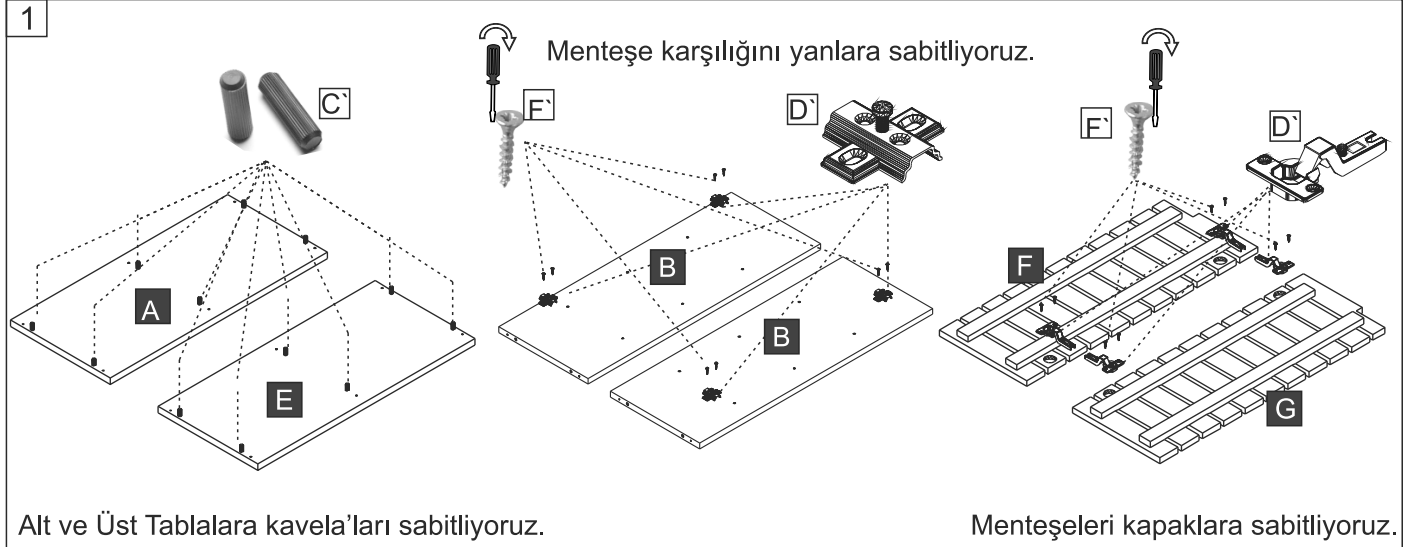 1
Menteşe karşılığını yanlara sabitliyoruz.
C`
F`
D`
F`
D`
A
E
B
B
F
G
Alt ve Üst Tablalara kavela’ları sabitliyoruz.
Menteşeleri kapaklara sabitliyoruz.